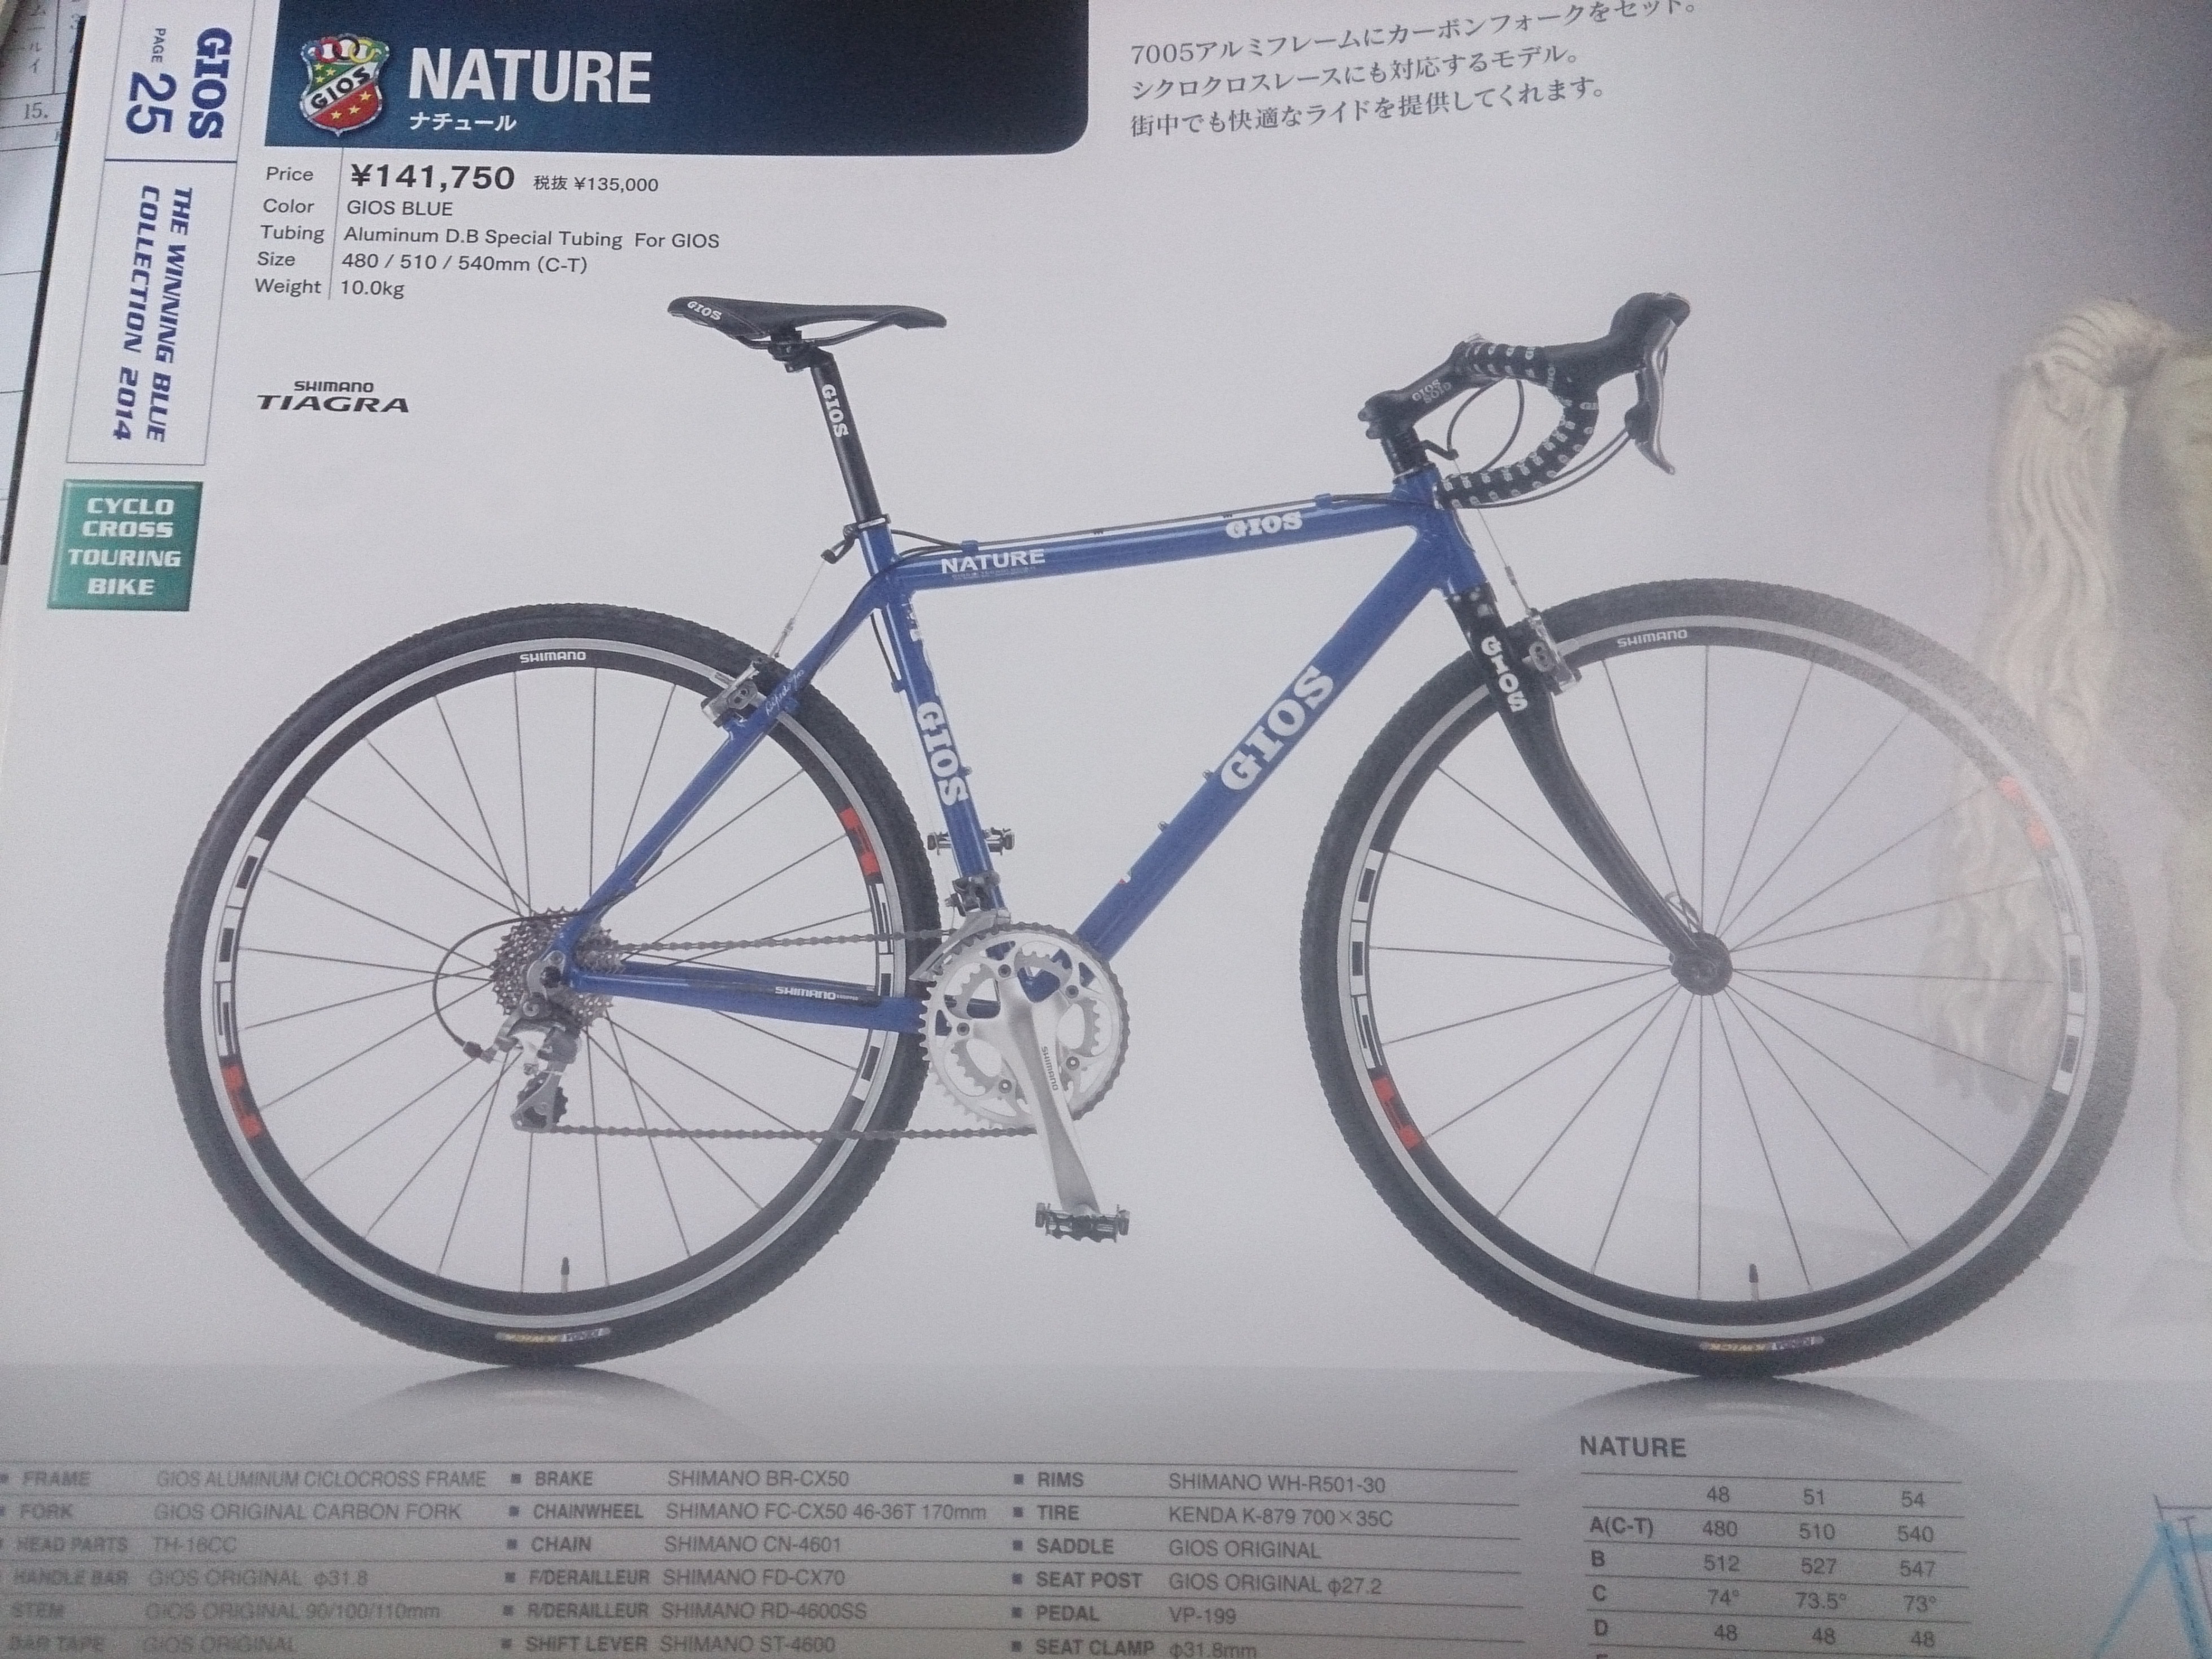 GIOS
PAGE 25
THE WINNING BLUE
COLLECTION 2014
CYCLO
CROSS
TOURING
BIKE
15.
GIOS
NATURE
ナチュール
7005アルミフレームにカーボンフォークをセット。
シクロクロスレースにも対応するモデル。
街中でも快適なライドを提供してくれます。
Price ¥141,750 税抜 ¥135,000
Color GIOS BLUE
Tubing Aluminum D.B Special Tubing For GIOS
Size 480 / 510 / 540mm (C-T)
Weight 10.0kg
SHIMANO
TIAGRA
GIOS
GIOS
GIOS
GIOS
NATURE
GIOS
GIOS
GIOS
GIOS
SHIMANO
SHIMANO
SHIMANO
SHIMANO
FRAME GIOS ALUMINUM CICLOCROSS FRAME
FORK GIOS ORIGINAL CARBON FORK
HEAD PARTS TH-16CC
HANDLE BAR GIOS ORIGINAL φ31.8
STEM GIOS ORIGINAL 90/100/110mm
BAR TAPE GIOS ORIGINAL
BRAKE SHIMANO BR-CX50
CHAINWHEEL SHIMANO FC-CX50 46-36T 170mm
CHAIN SHIMANO CN-4601
F/DERAILLEUR SHIMANO FD-CX70
R/DERAILLEUR SHIMANO RD-4600SS
SHIFT LEVER SHIMANO ST-4600
RIMS SHIMANO WH-R501-30
TIRE KENDA K-879 700×35C
SADDLE GIOS ORIGINAL
SEAT POST GIOS ORIGINAL φ27.2
PEDAL VP-199
SEAT CLAMP φ31.8mm
NATURE
48 51 54
A(C-T) 480 510 540
B 512 527 547
C 74° 73.5° 73°
D 48 48 48